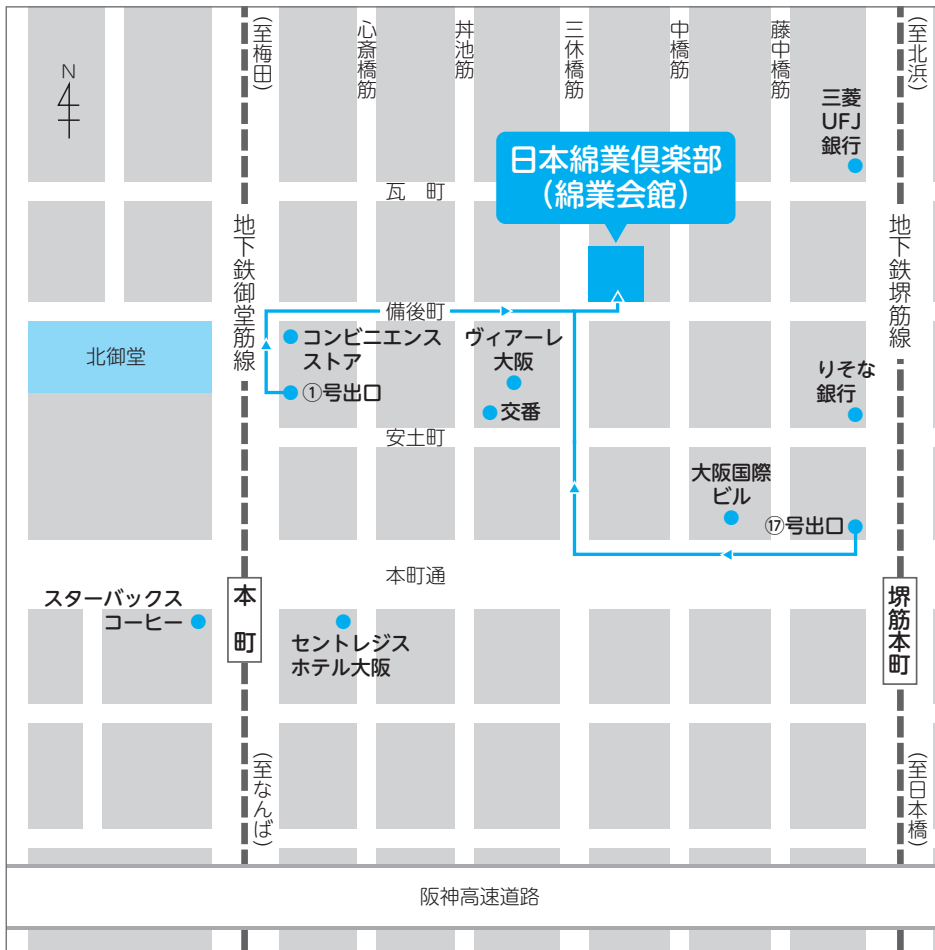 N
(至梅田)
心斎橋筋
丼池筋
三休橋筋
中橋筋
藤中橋筋
(至北浜)
三菱
UFJ
銀行
日本綿業倶楽部
(綿業会館)
瓦 町
地下鉄御堂筋線
地下鉄堺筋線
備後町
北御堂
コンビニエンス
ストア
①号出口
ヴィアーレ
大阪
交番
りそな
銀行
安土町
大阪国際
ビル
⑰号出口
本町通
スターバックス
コーヒー
本町
セントレジス
ホテル大阪
堺筋本町
(至なんば)
(至日本橋)
阪神高速道路